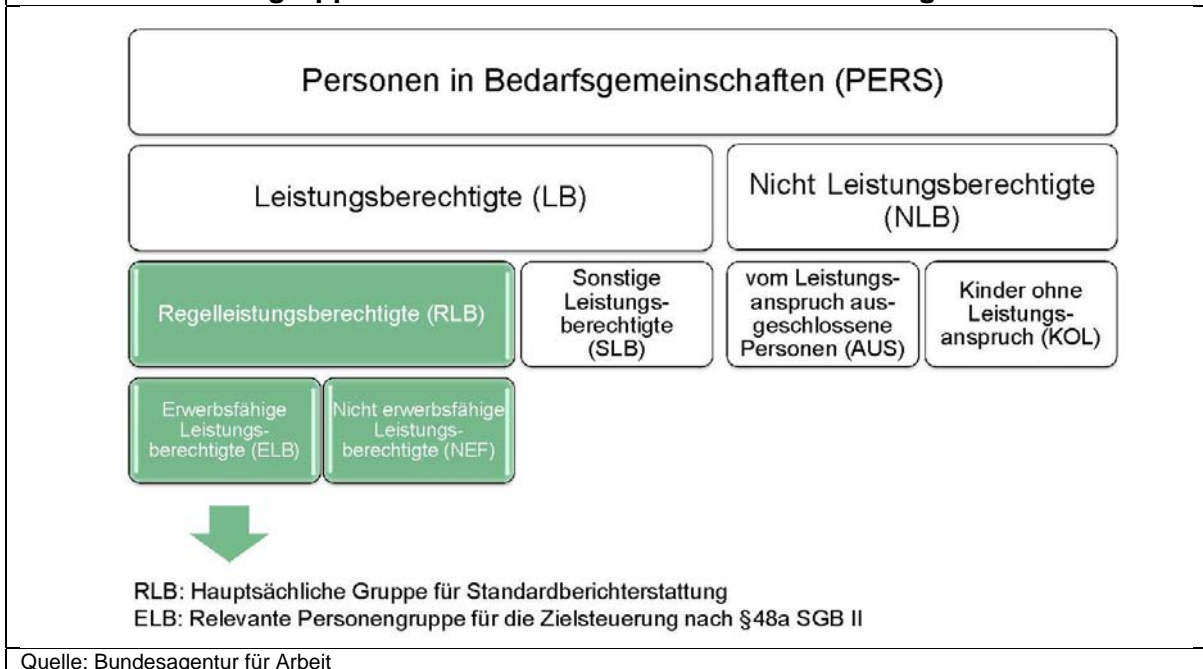 Personen in Bedarfsgemeinschaften (PERS)
Leistungsberechtigte (LB)
Nicht Leistungsberechtigte
(NLB)
Regelleistungsberechtigte (RLB)
Sonstige
Leistungs-
berechtigte
(SLB)
vom Leistungs-
anspruch aus-
geschlossene
Personen (AUS)
Kinder ohne
Leistungs-
anspruch (KOL)
Erwerbsfähige
Leistungs-
berechtigte (ELB)
Nicht erwerbsfähige
Leistungs-
berechtigte (NEF)
RLB: Hauptsächliche Gruppe für Standardberichterstattung
ELB: Relevante Personengruppe für die Zielsteuerung nach §48a SGB II
Quelle: Bundesagentur für Arbeit